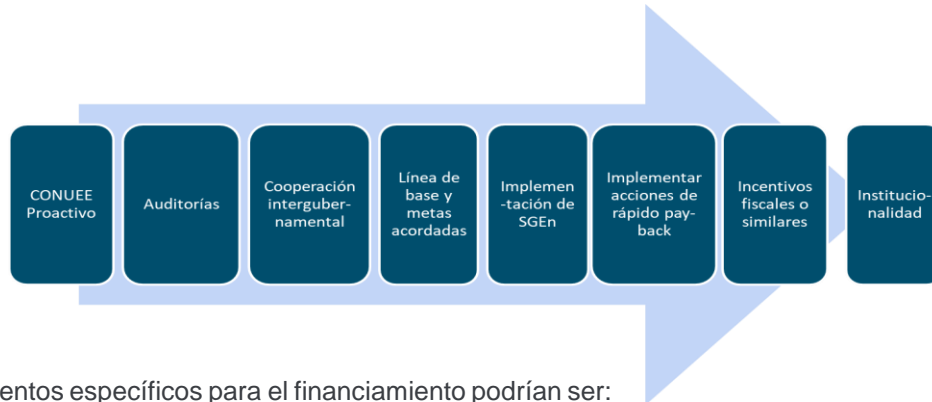 CONUEE
Proactivo
Auditorías
Cooperación
interguber-
namental
Línea de
base y
metas
acordadas
Implemen
-tación de
SGEn
Implementar
acciones de
rápido pay-
back
Incentivos
fiscales o
similares
Institucio-
nalidad
entos específicos para el financiamiento podrían ser: